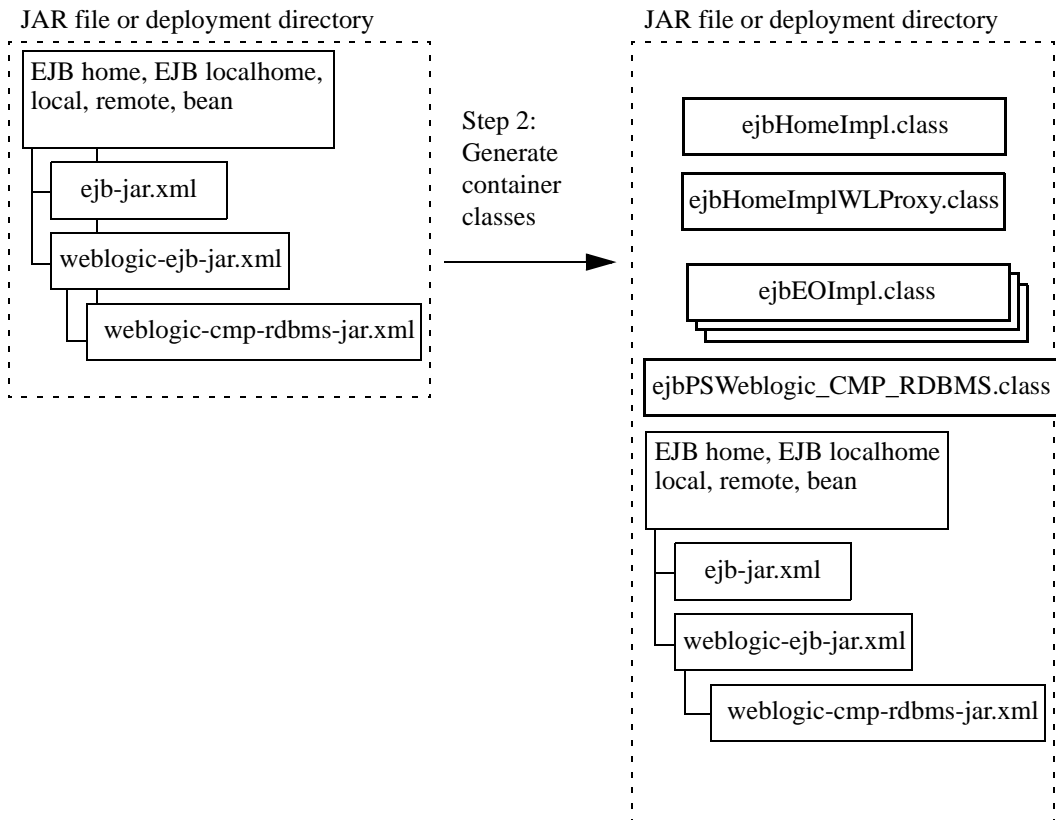 JAR file or deployment directory
EJB home, EJB localhome,
local, remote, bean
ejb-jar.xml
weblogic-ejb-jar.xml
weblogic-cmp-rdbms-jar.xml
Step 2:
Generate
container
classes
JAR file or deployment directory
ejbHomeImpl.class
ejbHomeImplWLProxy.class
ejbEOImpl.class
ejbPSWeblogic_CMP_RDBMS.class
EJB home, EJB localhome
local, remote, bean
ejb-jar.xml
weblogic-ejb-jar.xml
weblogic-cmp-rdbms-jar.xml